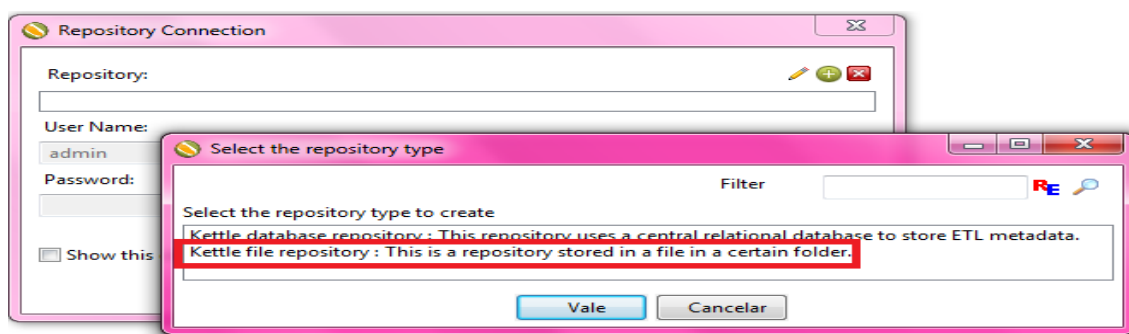 Repository Connection
Repository:
User Name:
admin
Password:
Show this
Select the repository type
Filter
RE
Select the repository type to create
Kettle database repository : This repository uses a central relational database to store ETL metadata.
Kettle file repository : This is a repository stored in a file in a certain folder.
Vale
Cancelar